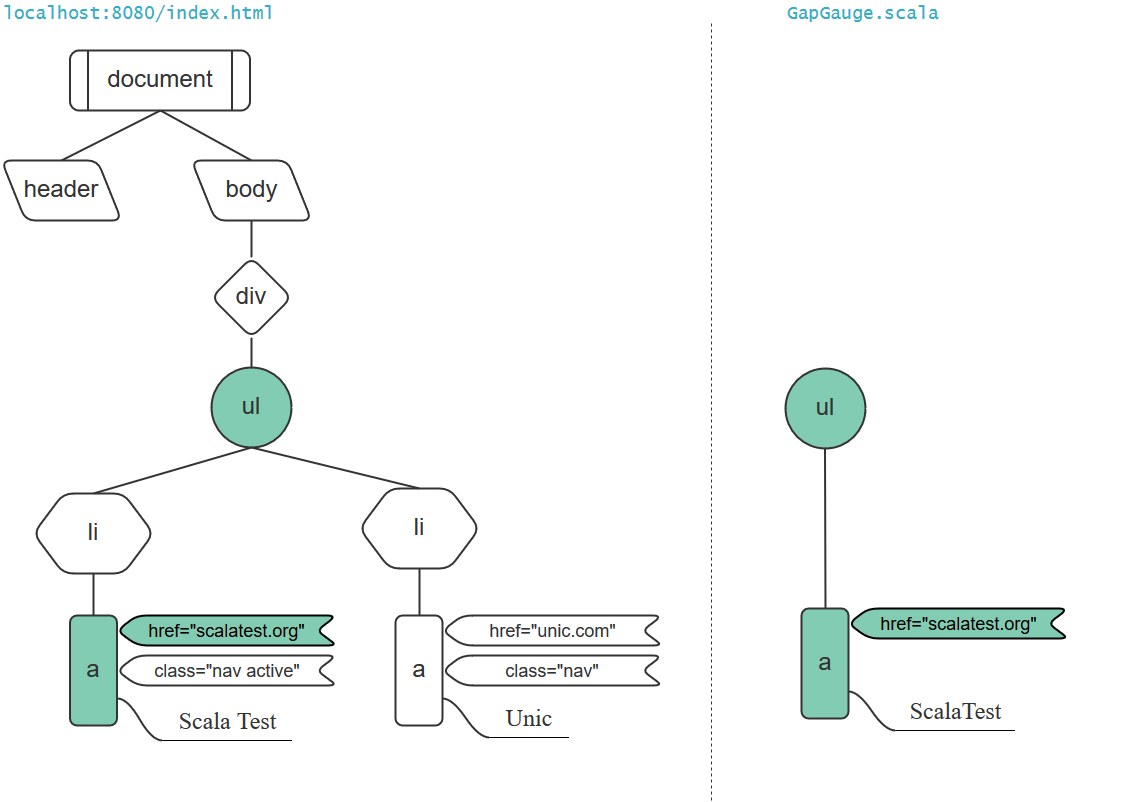 localhost:8080/index.html
GapGauge.scala
document
header
body
div
ul
ul
li
li
href="scalatest.org"
href="unic.com"
href="scalatest.org"
a
class="nav active"
a
class="nav"
a
Scala Test
Unic
ScalaTest